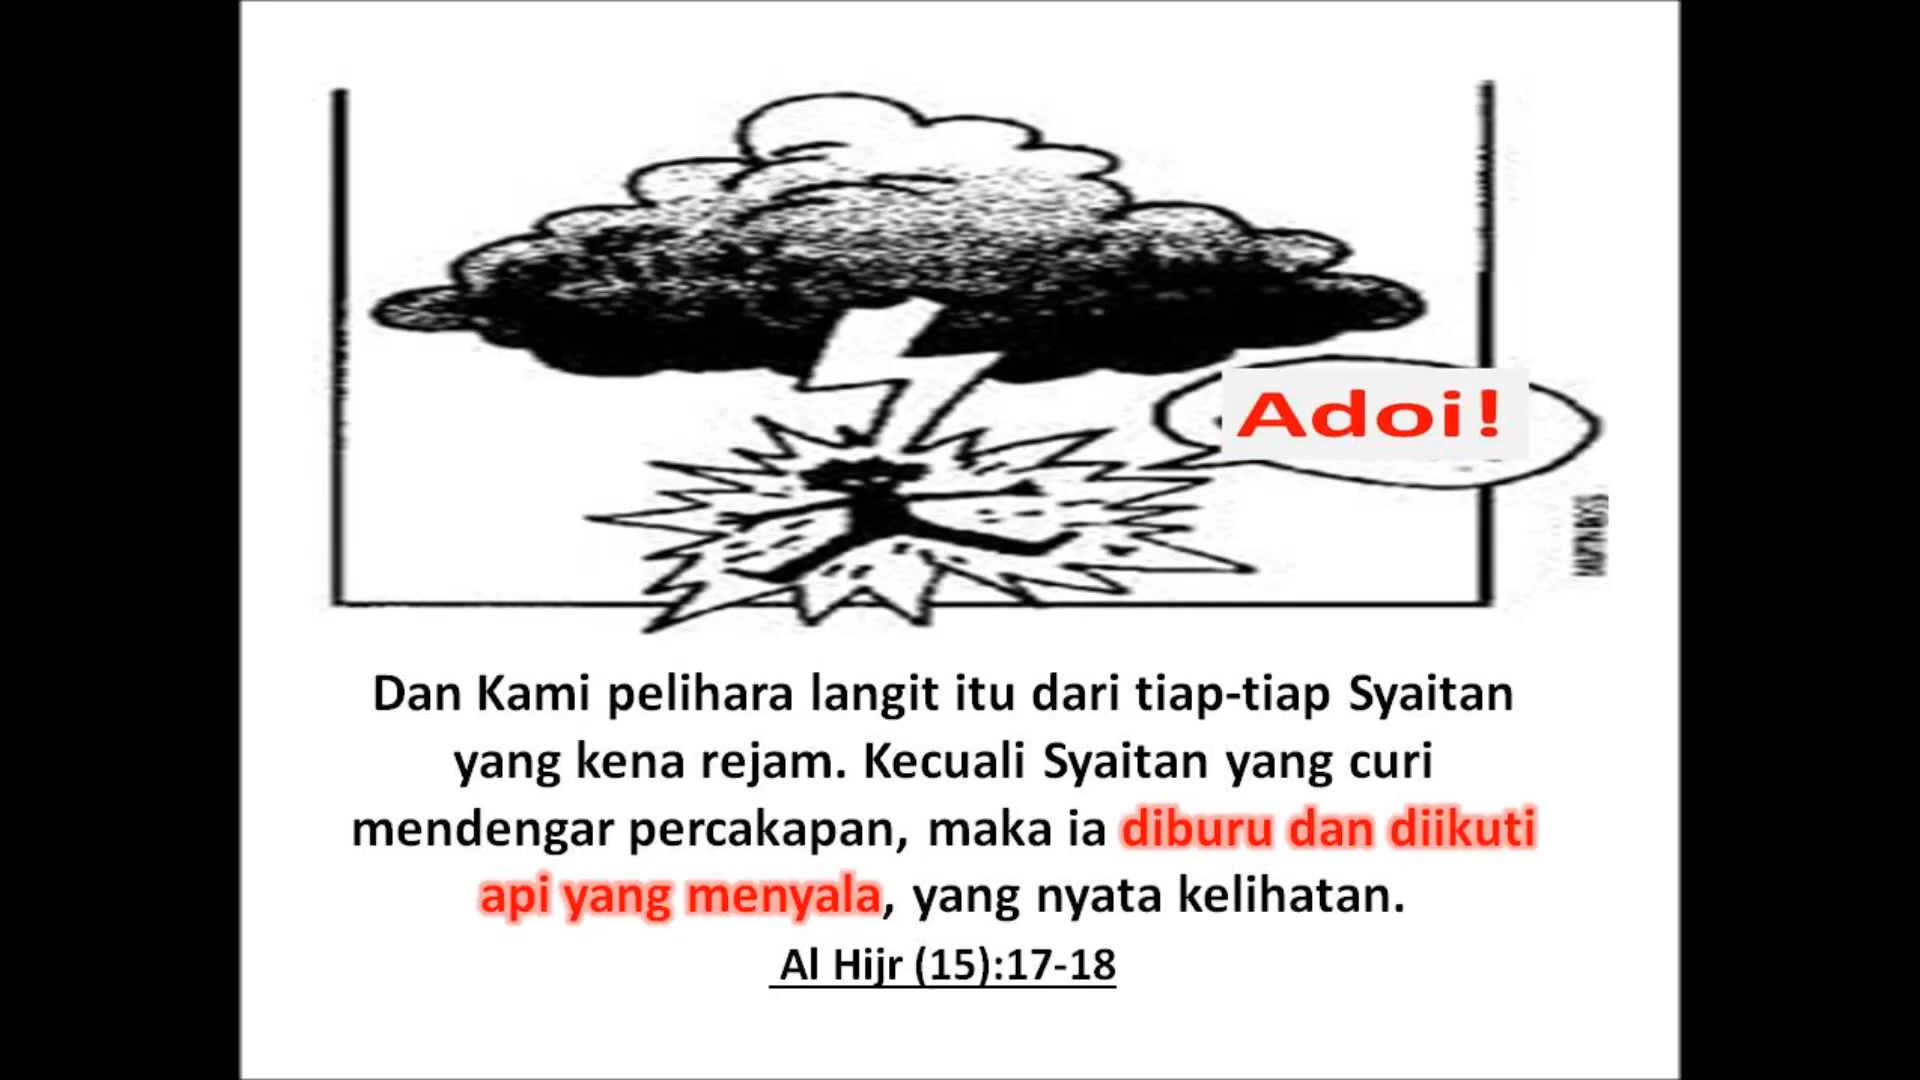 Adoi!
Dan Kami pelihara langit itu dari tiap-tiap Syaitan
yang kena rejam. Kecuali Syaitan yang curi
mendengar percakapan, maka ia diburu dan diikuti
api yang menyala, yang nyata kelihatan.
Al Hijr (15):17-18